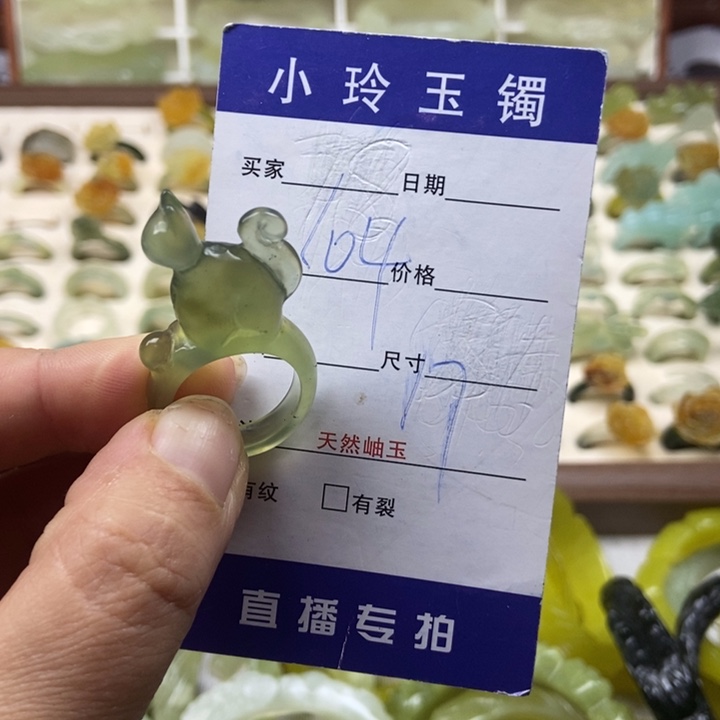 小玲玉镯
买家 日期
104 价格
尺寸 17
天然岫玉
有纹 □有裂
直播专拍